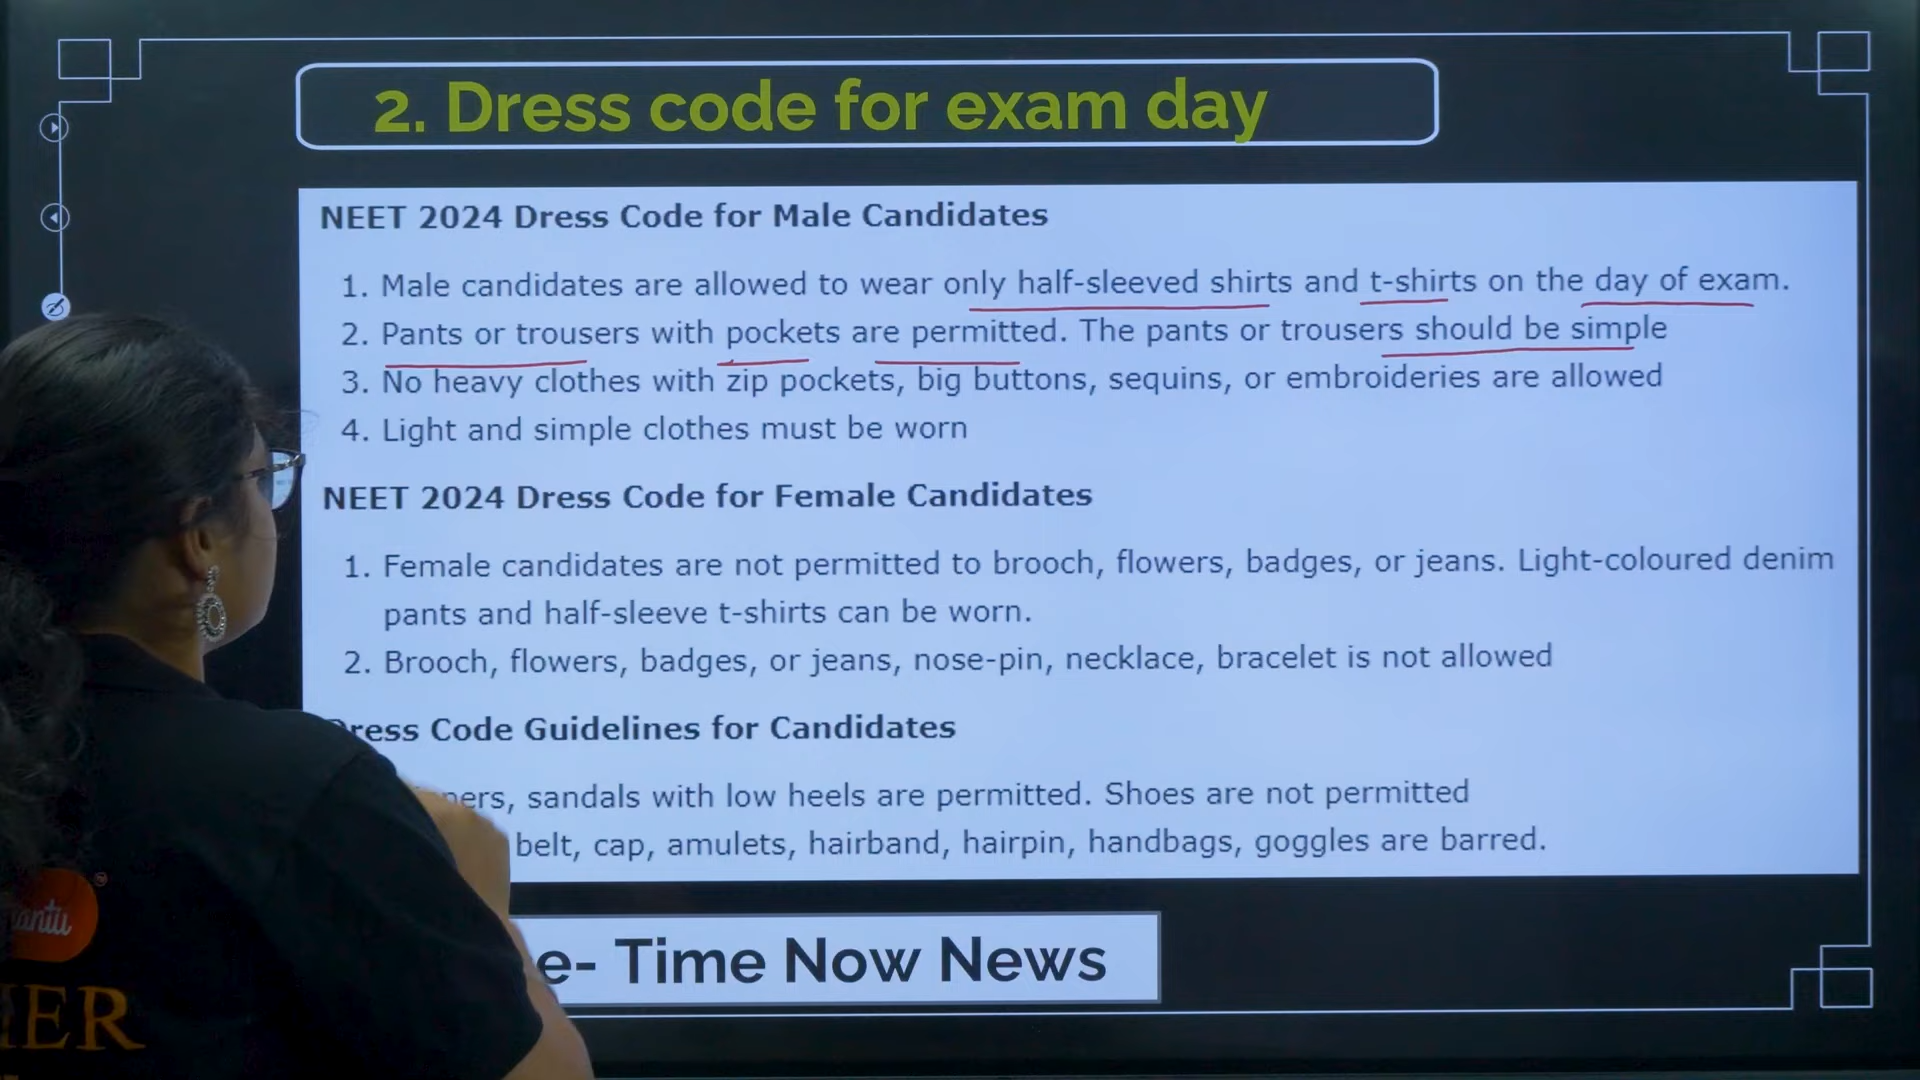 2. Dress code for exam day
NEET 2024 Dress Code for Male Candidates
1. Male candidates are allowed to wear only half-sleeved shirts and t-shirts on the day of exam.
2. Pants or trousers with pockets are permitted. The pants or trousers should be simple
3. No heavy clothes with zip pockets, big buttons, sequins, or embroideries are allowed
4. Light and simple clothes must be worn
NEET 2024 Dress Code for Female Candidates
1. Female candidates are not permitted to brooch, flowers, badges, or jeans. Light-coloured denim
pants and half-sleeve t-shirts can be worn.
2. Brooch, flowers, badges, or jeans, nose-pin, necklace, bracelet is not allowed
Code Guidelines for Candidates
sandals with low heels are permitted. Shoes are not permitted
belt, cap, amulets, hairband, hairpin, handbags, goggles are barred.
Time Now News